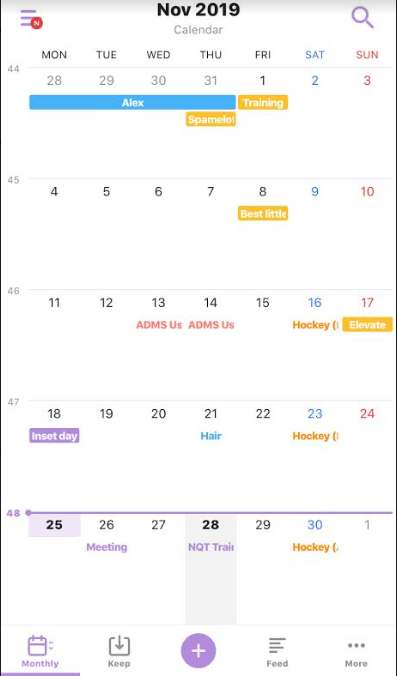 N
Nov 2019
Calendar
MON TUE WED THU FRI SAT SUN
44
28 29 30 31 1 2 3
Alex Training
Spamelot
45
4 5 6 7 8 9 10
Best little
46
11 12 13 14 15 16 17
ADMS Us ADMS Us Hockey ( Elevate
47
18 19 20 21 22 23 24
Inset day Hair Hockey (
48
25 26 27 28 29 30 1
Meeting NQT Train Hockey (
Monthly Keep + Feed More